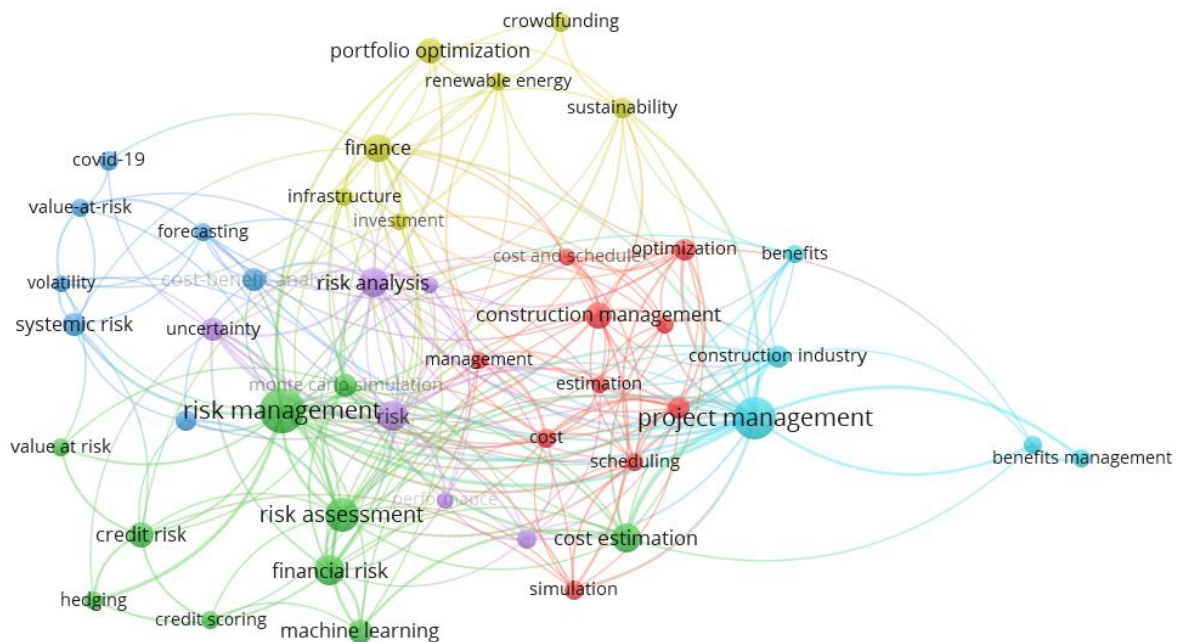 crowdfunding
portfolio optimization
renewable energy
sustainability
finance
covid-19
infrastructure
value-at-risk
investment
forecasting
cost and schedule
optimization
benefits
volatility
cost-benefit analysis
risk analysis
systemic risk
construction management
uncertainty
management
construction industry
monte carlo simulation
estimation
risk management
risk
project management
value at risk
cost
scheduling
benefits management
performance
risk assessment
credit risk
cost estimation
financial risk
simulation
hedging
credit scoring
machine learning